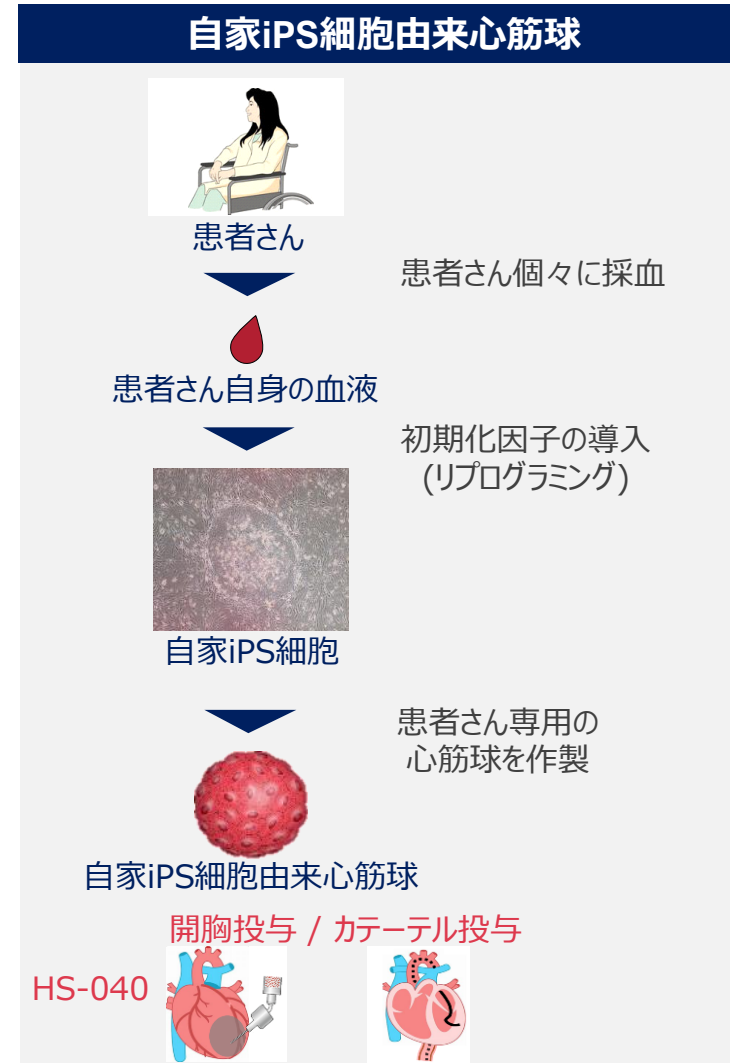 自家iPS細胞由来心筋球
患者さん
患者さん個々に採血
患者さん自身の血液
初期化因子の導入
(リプログラミング)
自家iPS細胞
患者さん専用の
心筋球を作製
自家iPS細胞由来心筋球
開胸投与 / カテーテル投与
HS-040